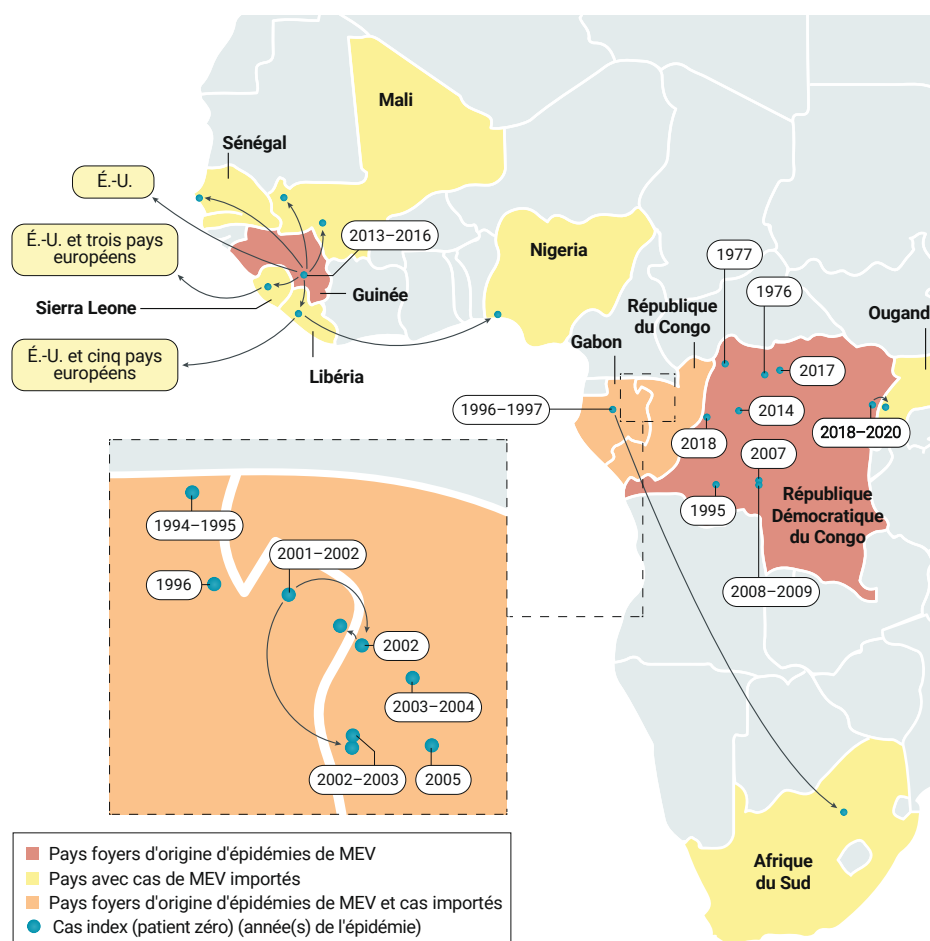 Mali
Sénégal
É.-U.
É.-U. et trois pays
européens
2013–2016
Nigeria
Guinée
Sierra Leone
É.-U. et cinq pays
européens
Libéria
1977
1976
République
du Congo
Ougand
Gabon
2017
1996–1997
2014
2018
2018–2020
2007
1995
République
Démocratique
du Congo
2008–2009
1994–1995
2001–2002
1996
2002
2003–2004
2002–2003
2005
Afrique
du Sud
Pays foyers d'origine d'épidémies de MEV
Pays avec cas de MEV importés
Pays foyers d'origine d'épidémies de MEV et cas importés
Cas index (patient zéro) (année(s) de l'épidémie)